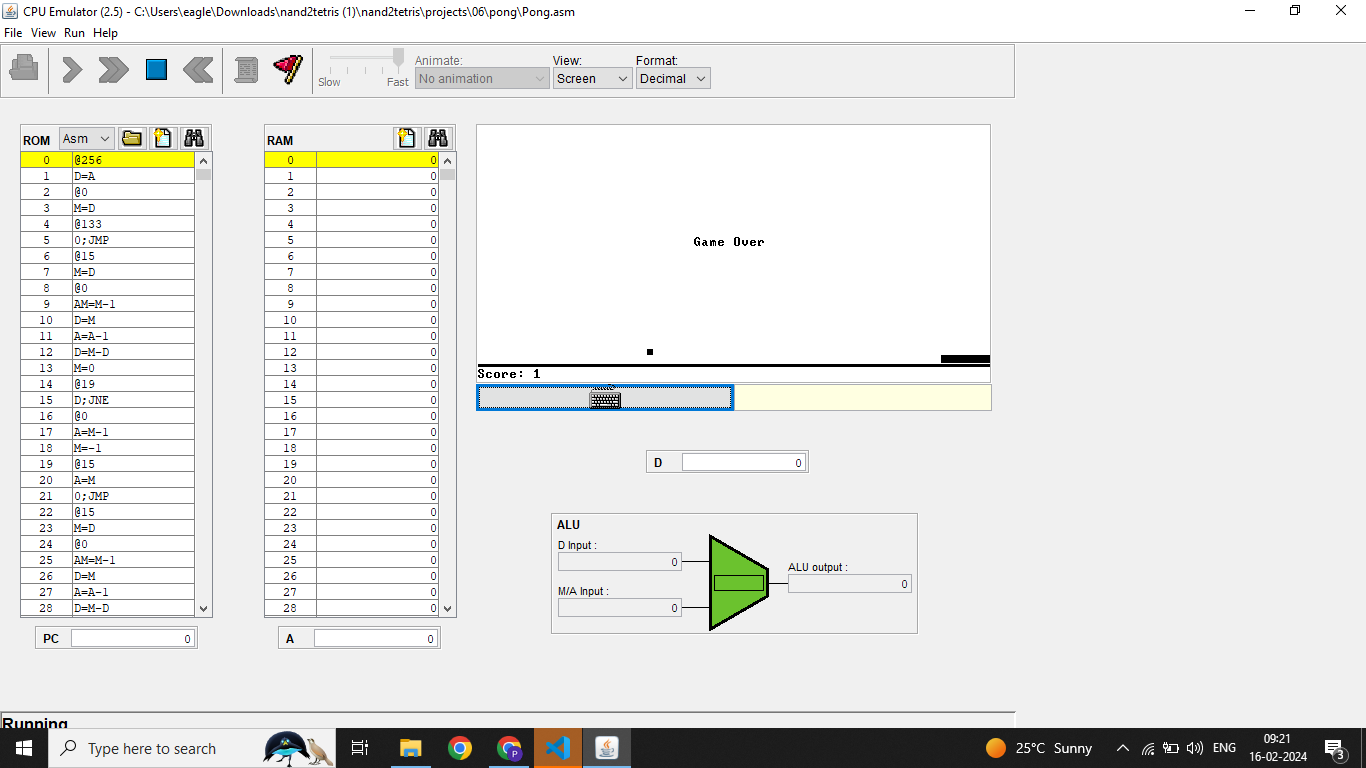 CPU Emulator (2.5) - C:\Users\eagle\Downloads\nand2tetris (1)\nand2tetris\projects\06\pong\Pong.asm
File View Run Help
Slow Fast
Animate:
No animation
View:
Screen
Format:
Decimal
ROM Asm
0 @256
1 D=A
2 @0
3 M=D
4 @133
5 0;JMP
6 @15
7 M=D
8 @0
9 AM=M-1
10 D=M
11 A=A-1
12 D=M-D
13 M=0
14 @19
15 D;JNE
16 @0
17 A=M-1
18 M=-1
19 @15
20 A=M
21 0;JMP
22 @15
23 M=D
24 @0
25 AM=M-1
26 D=M
27 A=A-1
28 D=M-D
PC 0
RAM
0 0
1 0
2 0
3 0
4 0
5 0
6 0
7 0
8 0
9 0
10 0
11 0
12 0
13 0
14 0
15 0
16 0
17 0
18 0
19 0
20 0
21 0
22 0
23 0
24 0
25 0
26 0
27 0
28 0
A 0
Game Over
Score: 1
D 0
ALU
D Input :
0
M/A Input :
0
ALU output :
0
Running
Type here to search
25°C Sunny
ENG
09:21
16-02-2024
3